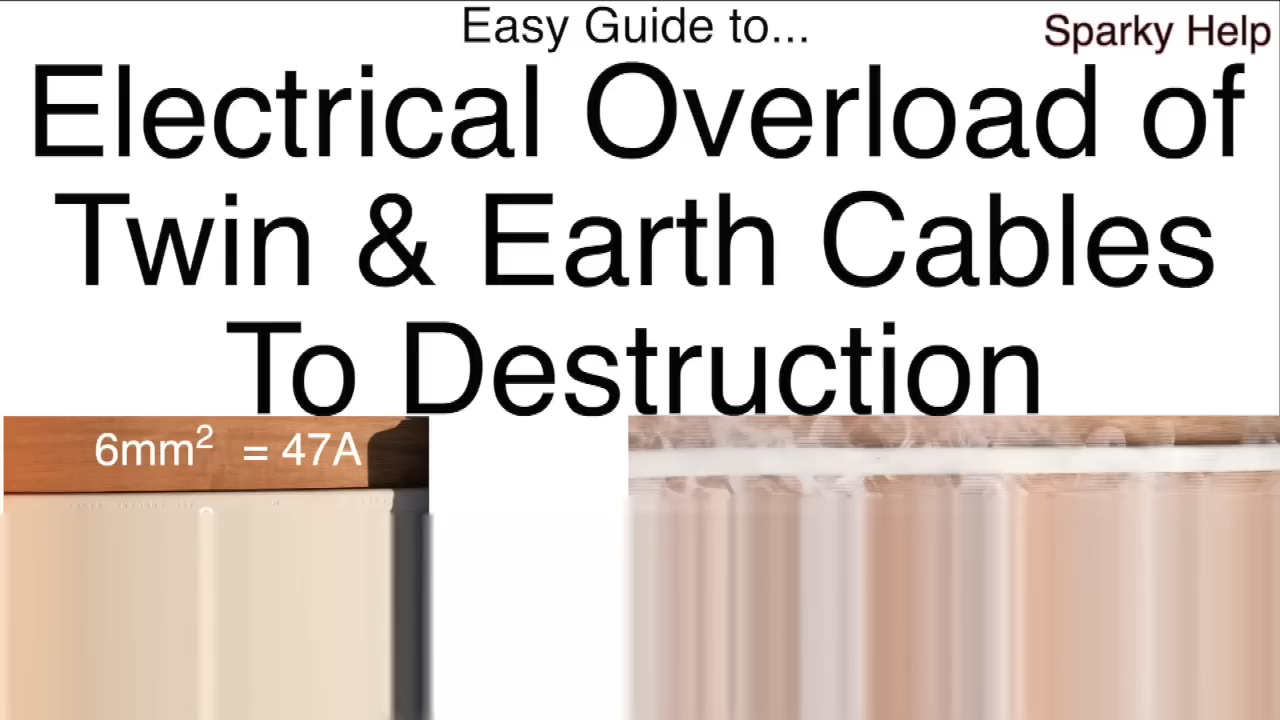 Easy Guide to...
Sparky Help
Electrical Overload of
Twin & Earth Cables
To Destruction
6mm² = 47A